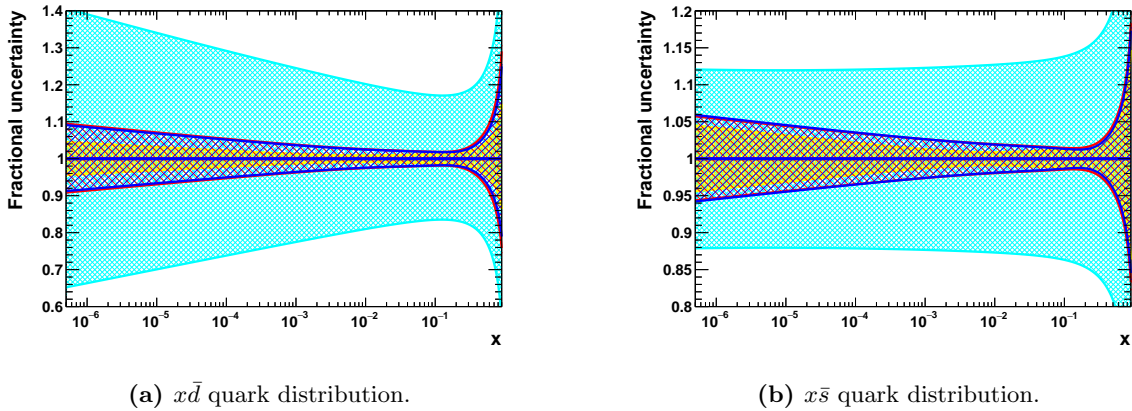 Fractional uncertainty
1.4
1.3
1.2
1.1
1
0.9
0.8
0.7
0.6
10⁻⁶ 10⁻⁵ 10⁻⁴ 10⁻³ 10⁻² 10⁻¹
x
(a) xd̄ quark distribution.
Fractional uncertainty
1.2
1.15
1.1
1.05
1
0.95
0.9
0.85
0.8
10⁻⁶ 10⁻⁵ 10⁻⁴ 10⁻³ 10⁻² 10⁻¹
x
(b) xs̄ quark distribution.